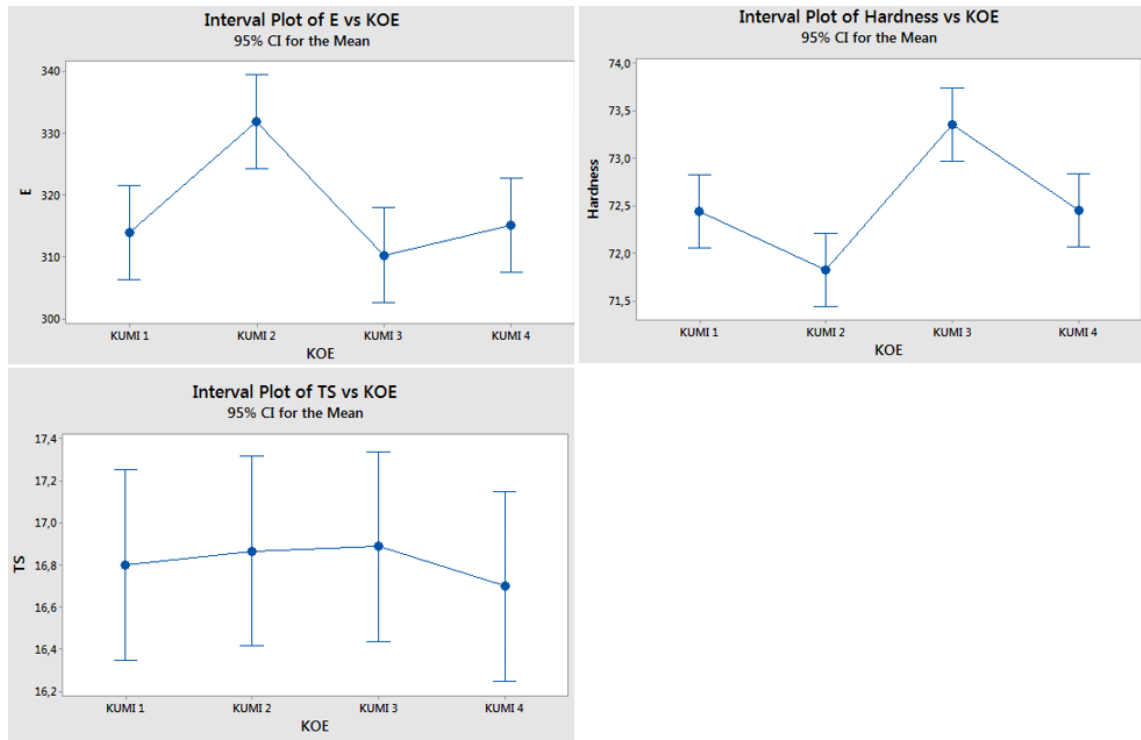 Interval Plot of E vs KOE
95% CI for the Mean
340
330
320
310
300
E
KUMI 1 KUMI 2 KUMI 3 KUMI 4
KOE
Interval Plot of Hardness vs KOE
95% CI for the Mean
74,0
73,5
73,0
72,5
72,0
71,5
Hardness
KUMI 1 KUMI 2 KUMI 3 KUMI 4
KOE
Interval Plot of TS vs KOE
95% CI for the Mean
17,4
17,2
17,0
16,8
16,6
16,4
16,2
TS
KUMI 1 KUMI 2 KUMI 3 KUMI 4
KOE